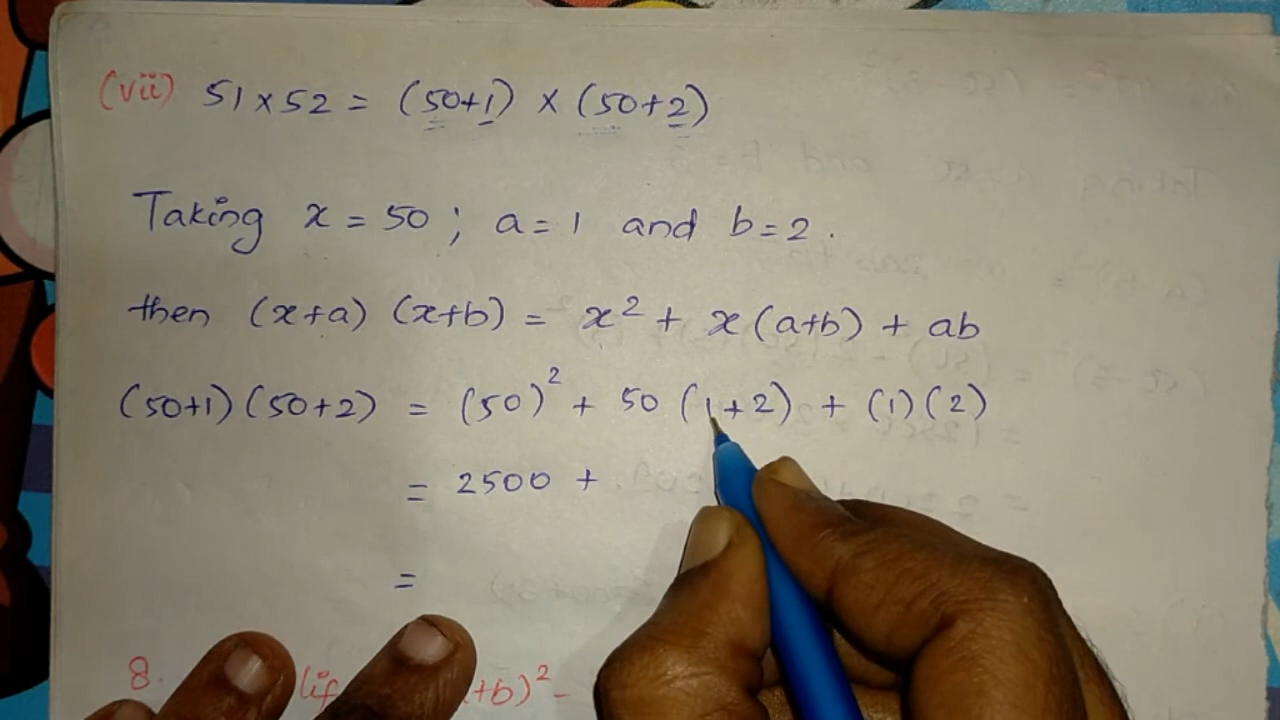 (vii) 51 x 52 = (50+1) x (50+2)
Taking x = 50 ; a = 1 and b = 2 .
then (x+a) (x+b) = x² + x (a+b) + ab
(50+1) (50+2) = (50)² + 50 (1+2) + (1) (2)
= 2500 +
=
8. +b)² -